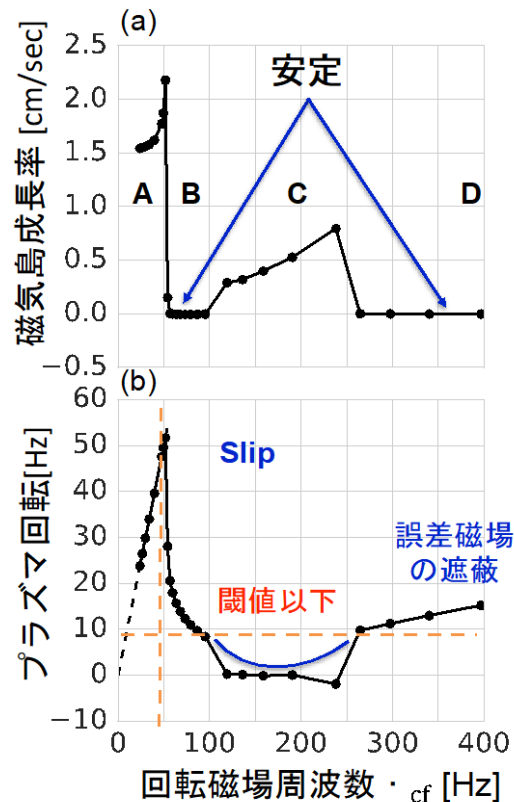 (a)
磁気島成長率 [cm/sec]
2.5
2.0
1.5
1.0
0.5
0.0
−0.5
安定
A
B
C
D
(b)
プラズマ回転[Hz]
60
50
40
30
20
10
0
−10
Slip
誤差磁場
の遮蔽
閾値以下
0 100 200 300 400
回転磁場周波数・cf [Hz]